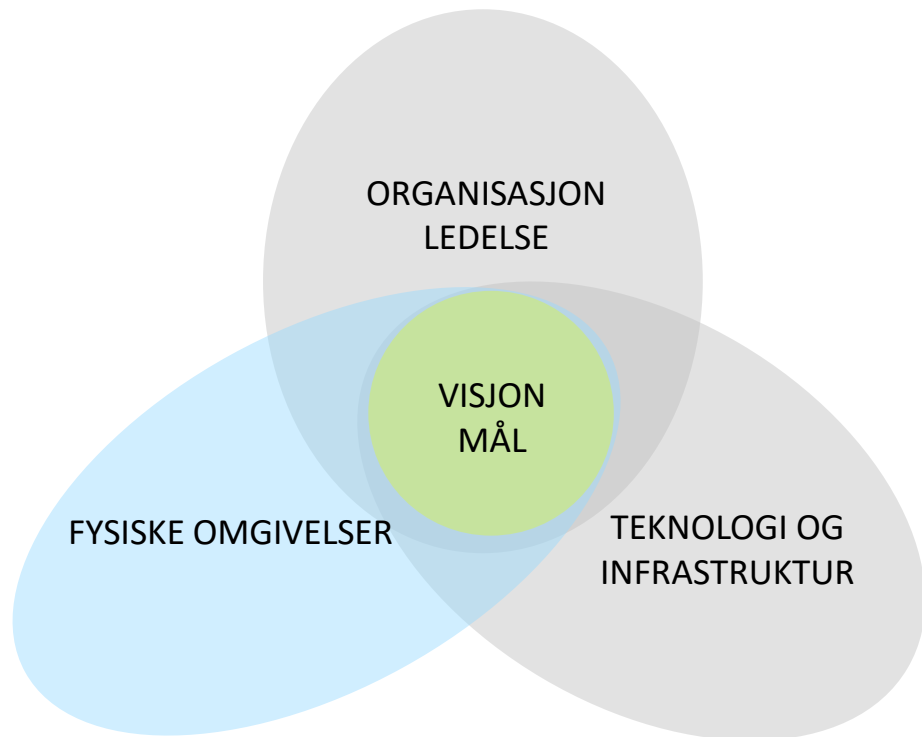 ORGANISASJON
LEDELSE
VISJON
MÅL
FYSISKE OMGIVELSER
TEKNOLOGI OG
INFRASTRUKTUR